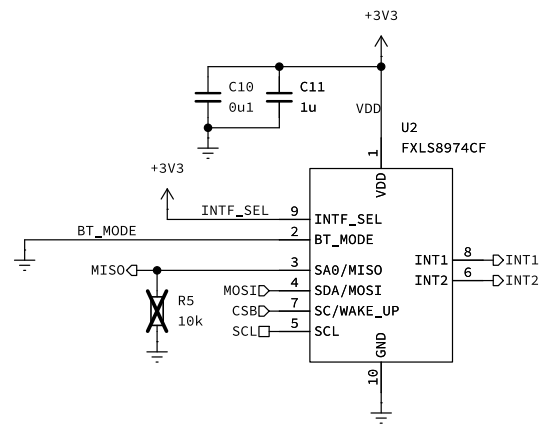 +3V3
C10
0u1
C11
1u
VDD
U2
FXLS8974CF
1
VDD
+3V3
INTF_SEL
9
INTF_SEL
BT_MODE
2
BT_MODE
MISO
3
SA0/MISO
MOSI
4
SDA/MOSI
CSB
7
SC/WAKE_UP
SCL
5
SCL
R5
10k
INT1
8
INT1
INT2
6
INT2
GND
10